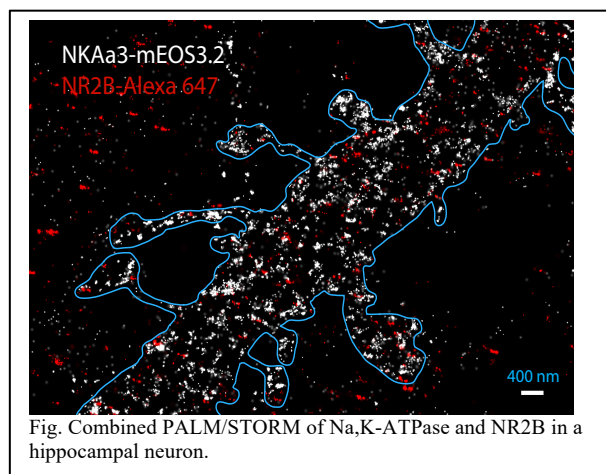 NKAa3-mEOS3.2
NR2B-Alexa 647
400 nm
Fig. Combined PALM/STORM of Na,K-ATPase and NR2B in a
hippocampal neuron.